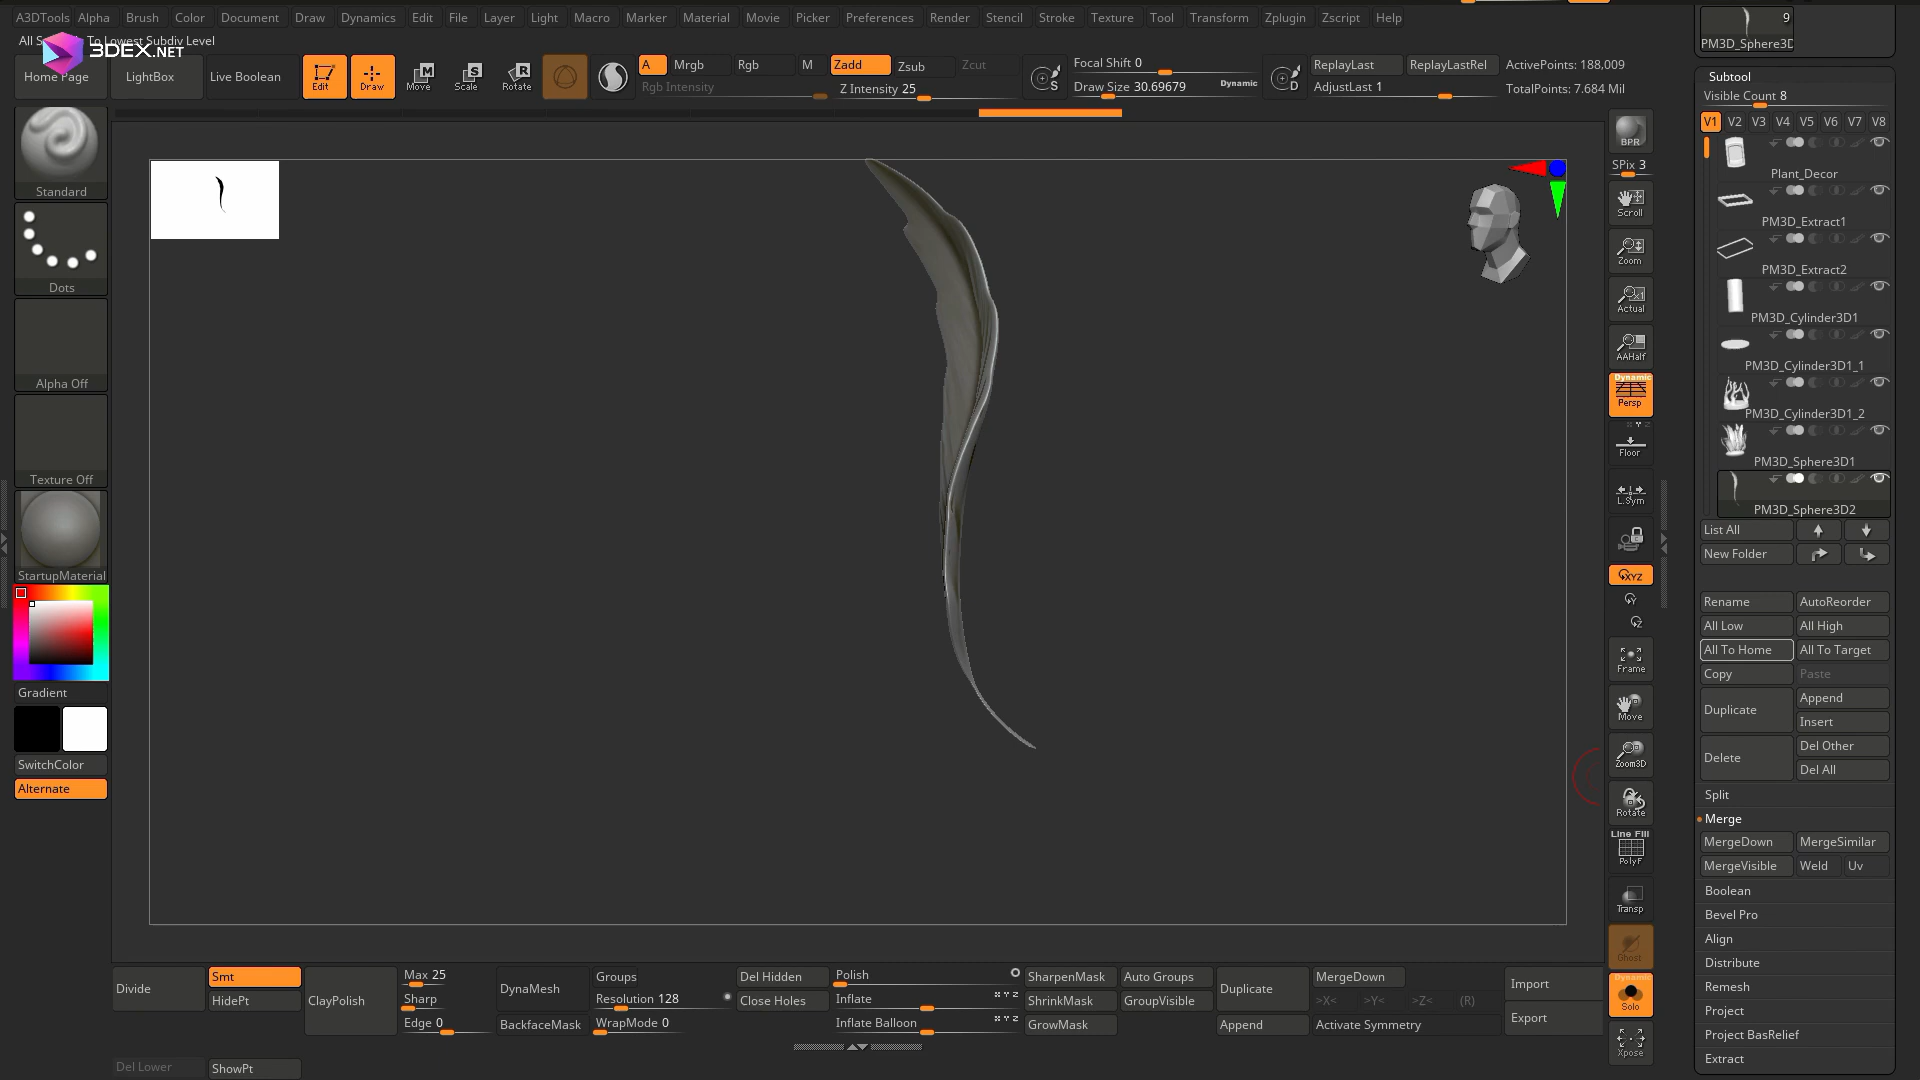 A3DTools Alpha Brush Color Document Draw Dynamics Edit File Layer Light Macro Marker Material Movie Picker Preferences Render Stencil Stroke Texture Tool Transform Zplugin Zscript Help
To Lowest Subdiv Level
3DEX.NET
Home Page LightBox Live Boolean Edit Draw Move Scale Rotate
A Mrgb Rgb M Zadd Zsub Zcut
Rgb Intensity Z Intensity 25
Focal Shift 0
Draw Size 30.69679 Dynamic
ReplayLast ReplayLastRel ActivePoints: 188,009
AdjustLast 1 TotalPoints: 7.684 Mil
Standard
Dots
Alpha Off
Texture Off
StartupMaterial
Gradient
SwitchColor
Alternate
BPR
SPix 3
Scroll
Zoom
Actual
AAHalf
Dynamic
Persp
Floor
L.Sym
XYZ
Y
Z
Frame
Move
Zoom3D
Rotate
Line Fill
PolyF
Transp
Ghost
Dynamic
Solo
Xpose
9
PM3D_Sphere3D
Subtool
Visible Count 8
V1 V2 V3 V4 V5 V6 V7 V8
Plant_Decor
PM3D_Extract1
PM3D_Extract2
PM3D_Cylinder3D1
PM3D_Cylinder3D1_1
PM3D_Cylinder3D1_2
PM3D_Sphere3D1
PM3D_Sphere3D2
List All
New Folder
Rename AutoReorder
All Low All High
All To Home All To Target
Copy Paste
Duplicate Append
Insert
Delete Del Other
Del All
Split
Merge
MergeDown MergeSimilar
MergeVisible Weld Uv
Boolean
Bevel Pro
Align
Distribute
Remesh
Project
Project BasRelief
Extract
Divide Smt
HidePt
ClayPolish
Max 25
Sharp
Edge 0
DynaMesh
BackfaceMask
Groups
Resolution 128
WrapMode 0
Del Hidden
Close Holes
Polish
Inflate
Inflate Balloon
SharpenMask
ShrinkMask
GrowMask
Auto Groups
GroupVisible
Duplicate
Append
MergeDown
>X< >Y< >Z< (R)
Activate Symmetry
Import
Export
Del Lower ShowPt